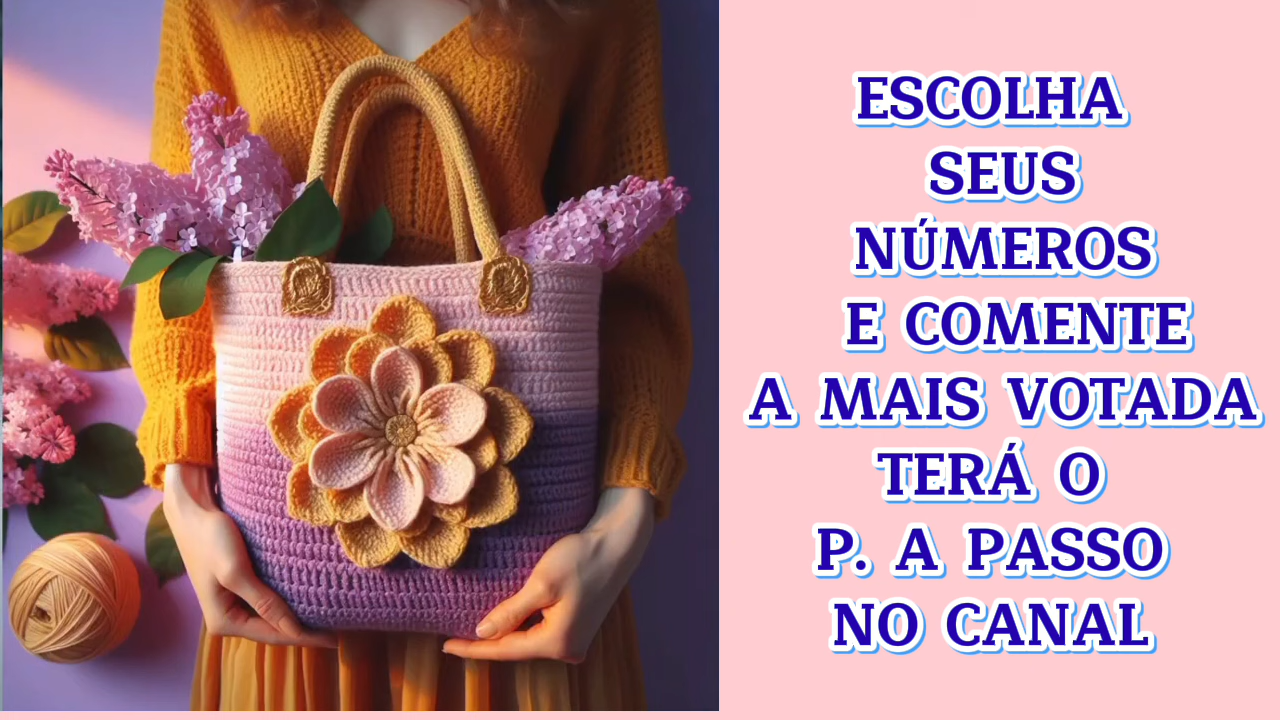 ESCOLHA
SEUS
NÚMEROS
E COMENTE
A MAIS VOTADA
TERÁ O
P. A PASSO
NO CANAL